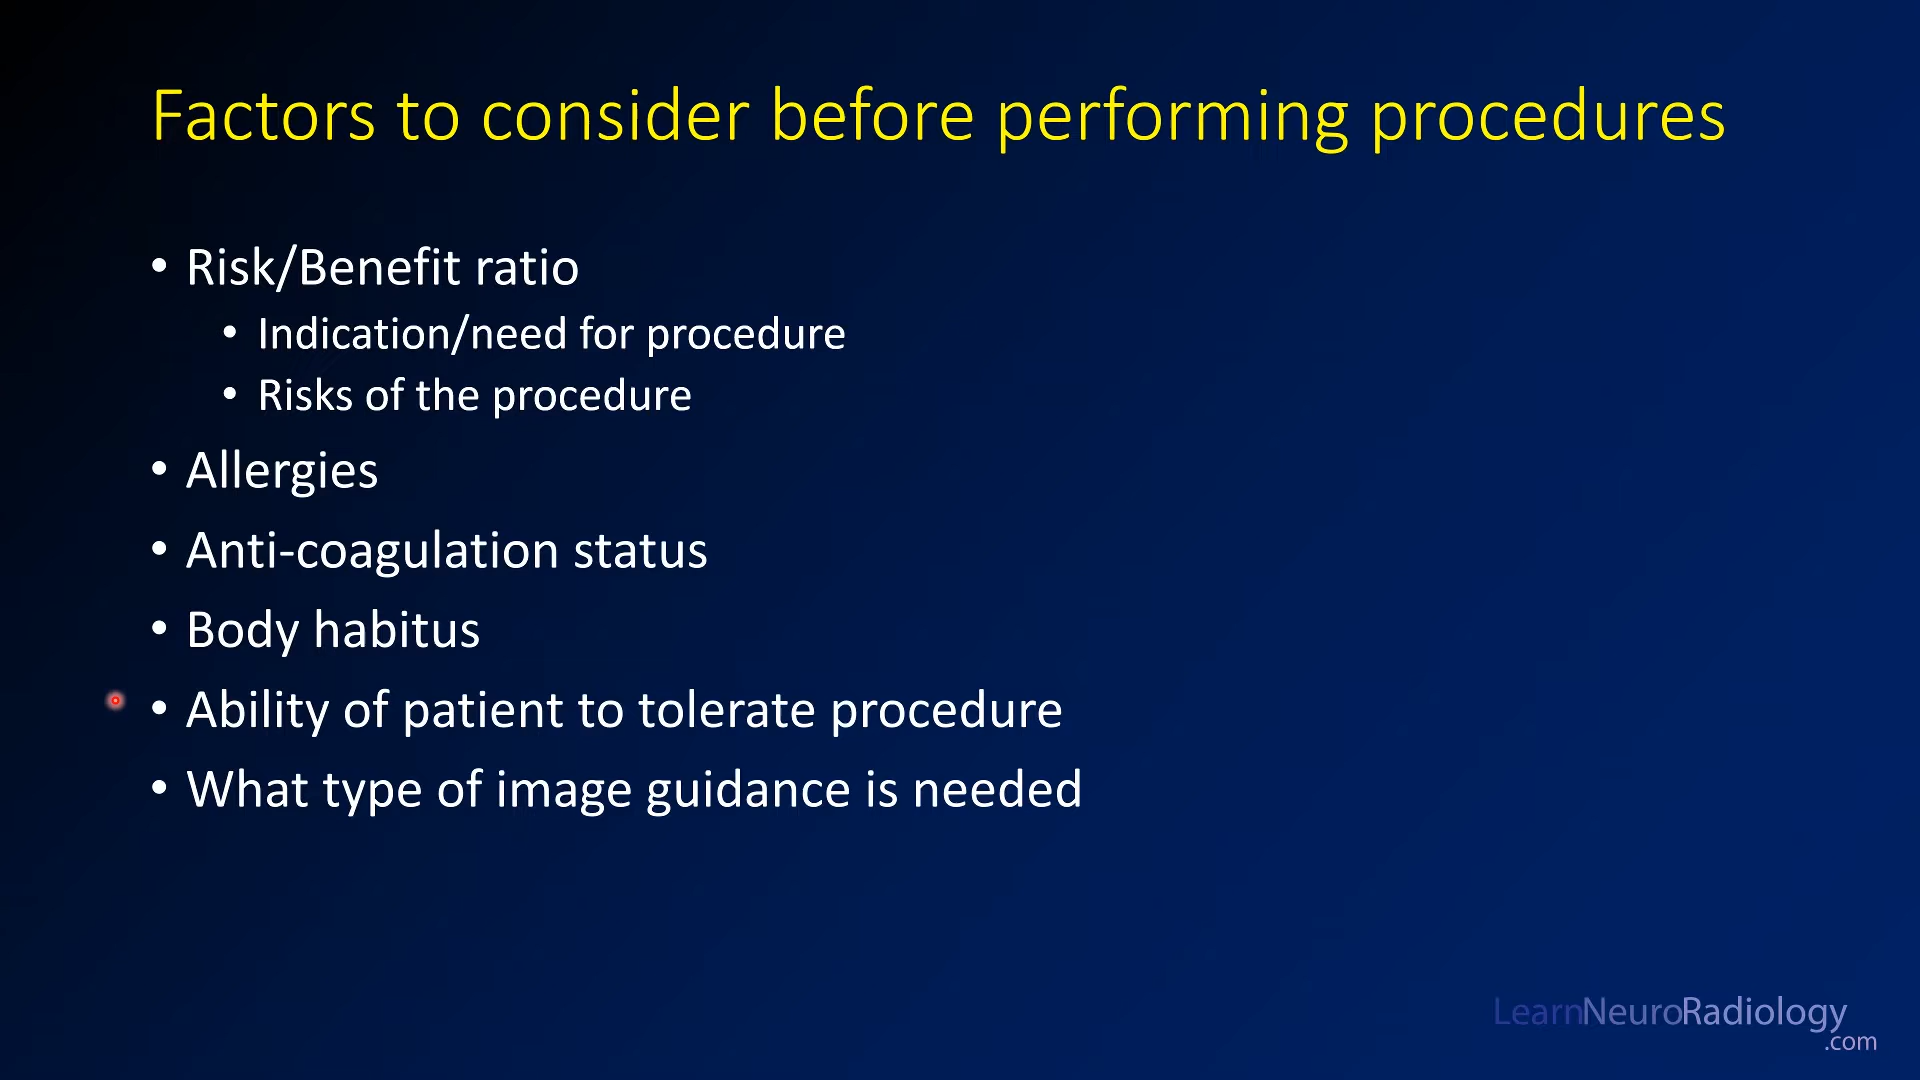 Factors to consider before performing procedures
• Risk/Benefit ratio
• Indication/need for procedure
• Risks of the procedure
• Allergies
• Anti-coagulation status
• Body habitus
• Ability of patient to tolerate procedure
• What type of image guidance is needed
LearnNeuroRadiology
.com